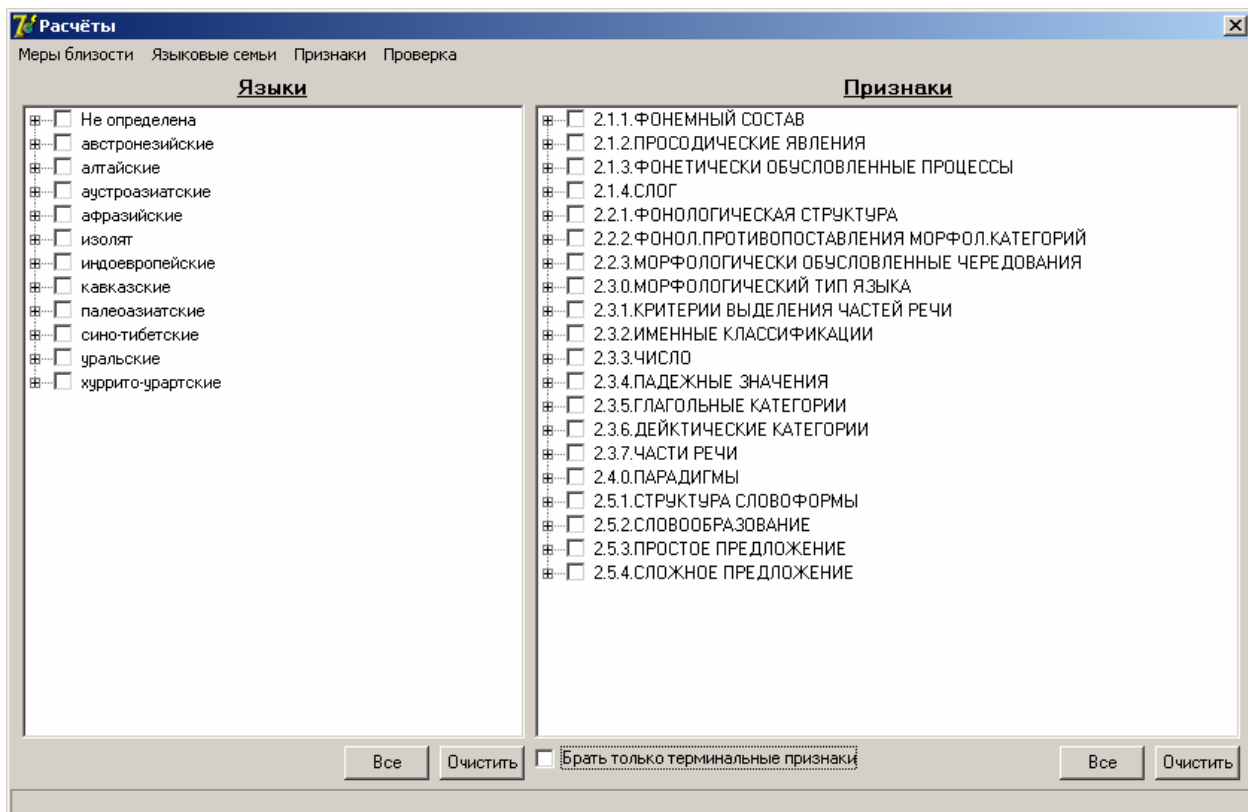 Расчёты
Меры близости Языковые семьи Признаки Проверка
Языки
Не определена
австронезийские
алтайские
аустроазиатские
афразийские
изолят
индоевропейские
кавказские
палеоазиатские
сино-тибетские
уральские
хуррито-урартские
Все Очистить
Признаки
2.1.1.ФОНЕМНЫЙ СОСТАВ
2.1.2.ПРОСОДИЧЕСКИЕ ЯВЛЕНИЯ
2.1.3.ФОНЕТИЧЕСКИ ОБУСЛОВЛЕННЫЕ ПРОЦЕССЫ
2.1.4.СЛОГ
2.2.1.ФОНОЛОГИЧЕСКАЯ СТРУКТУРА
2.2.2.ФОНОЛ.ПРОТИВОПОСТАВЛЕНИЯ МОРФОЛ.КАТЕГОРИЙ
2.2.3.МОРФОЛОГИЧЕСКИ ОБУСЛОВЛЕННЫЕ ЧЕРЕДОВАНИЯ
2.3.0.МОРФОЛОГИЧЕСКИЙ ТИП ЯЗЫКА
2.3.1.КРИТЕРИИ ВЫДЕЛЕНИЯ ЧАСТЕЙ РЕЧИ
2.3.2.ИМЕННЫЕ КЛАССИФИКАЦИИ
2.3.3.ЧИСЛО
2.3.4.ПАДЕЖНЫЕ ЗНАЧЕНИЯ
2.3.5.ГЛАГОЛЬНЫЕ КАТЕГОРИИ
2.3.6.ДЕЙКТИЧЕСКИЕ КАТЕГОРИИ
2.3.7.ЧАСТИ РЕЧИ
2.4.0.ПАРАДИГМЫ
2.5.1.СТРУКТУРА СЛОВОФОРМЫ
2.5.2.СЛОВООБРАЗОВАНИЕ
2.5.3.ПРОСТОЕ ПРЕДЛОЖЕНИЕ
2.5.4.СЛОЖНОЕ ПРЕДЛОЖЕНИЕ
Брать только терминальные признаки Все Очистить